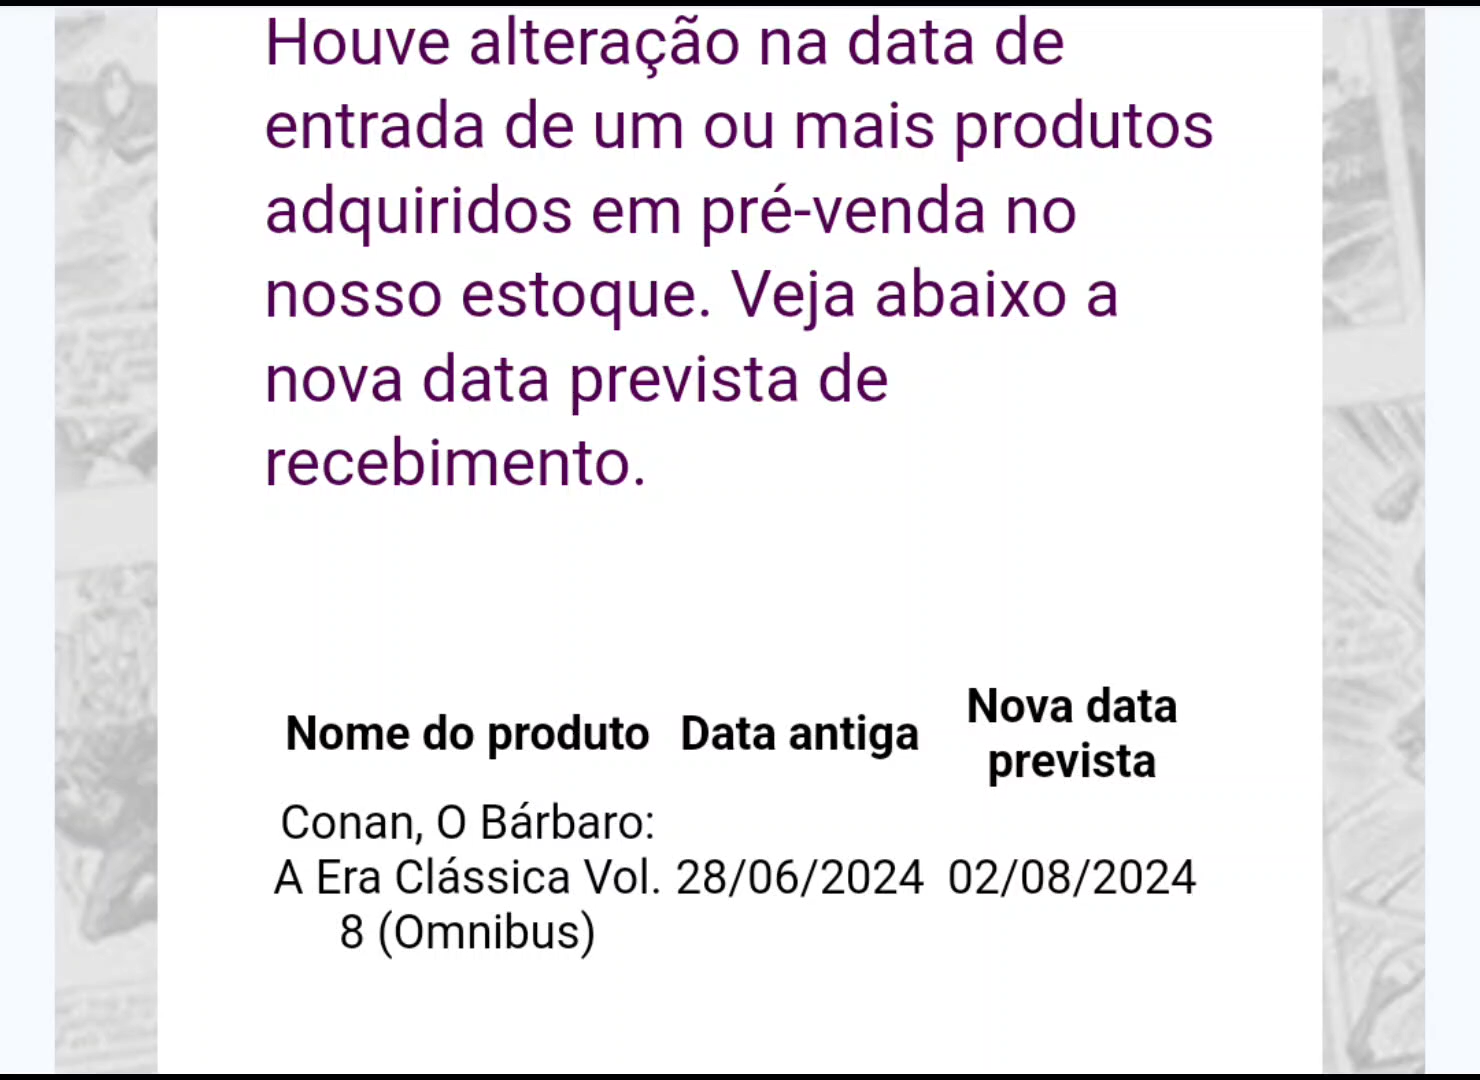 Houve alteração na data de
entrada de um ou mais produtos
adquiridos em pré-venda no
nosso estoque. Veja abaixo a
nova data prevista de
recebimento.
Nome do produto Data antiga Nova data
prevista
Conan, O Bárbaro:
A Era Clássica Vol. 28/06/2024 02/08/2024
8 (Omnibus)